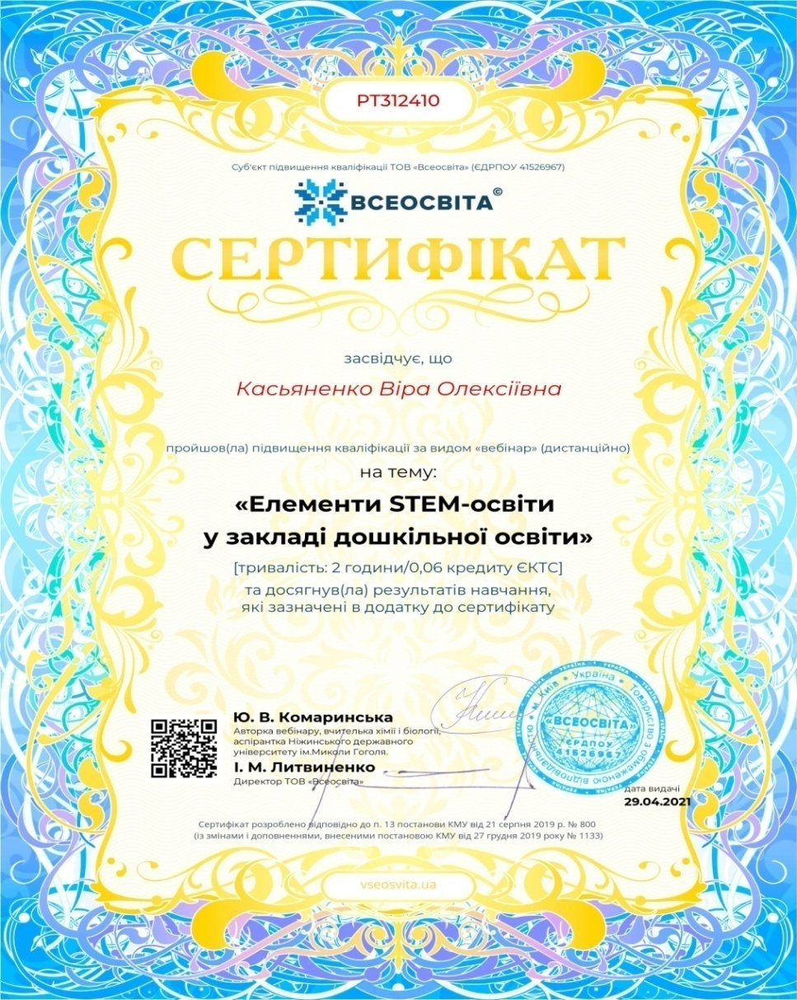 РТ312410
Суб'єкт підвищення кваліфікації ТОВ «Всеосвіта» (ЄДРПОУ 41526967)
ВСЕОСВІТА©
СЕРТИФІКАТ
засвідчує, що
Касьяненко Віра Олексіївна
пройшов(ла) підвищення кваліфікації за видом «вебінар» (дистанційно)
на тему:
«Елементи STEM-освіти
у закладі дошкільної освіти»
[тривалість: 2 години/0,06 кредиту ЄКТС]
та досягнув(ла) результатів навчання,
які зазначені в додатку до сертифікату
Ю. В. Комаринська
Авторка вебінару, вчителька хімії і біології,
аспірантка Ніжинського державного
університету ім.Миколи Гоголя.
І. М. Литвиненко
Директор ТОВ «Всеосвіта»
м. Київ * Україна * Товариство з обмеженою відповідальністю
УКРАЇНА * УКРАЇНА
«ВСЕОСВІТА»
ЄРДПОУ
41526967
дата видачі
29.04.2021
Сертифікат розроблено відповідно до п. 13 постанови КМУ від 21 серпня 2019 р. № 800
(із змінами і доповненнями, внесеними постановою КМУ від 27 грудня 2019 року № 1133)
vseosvita.ua